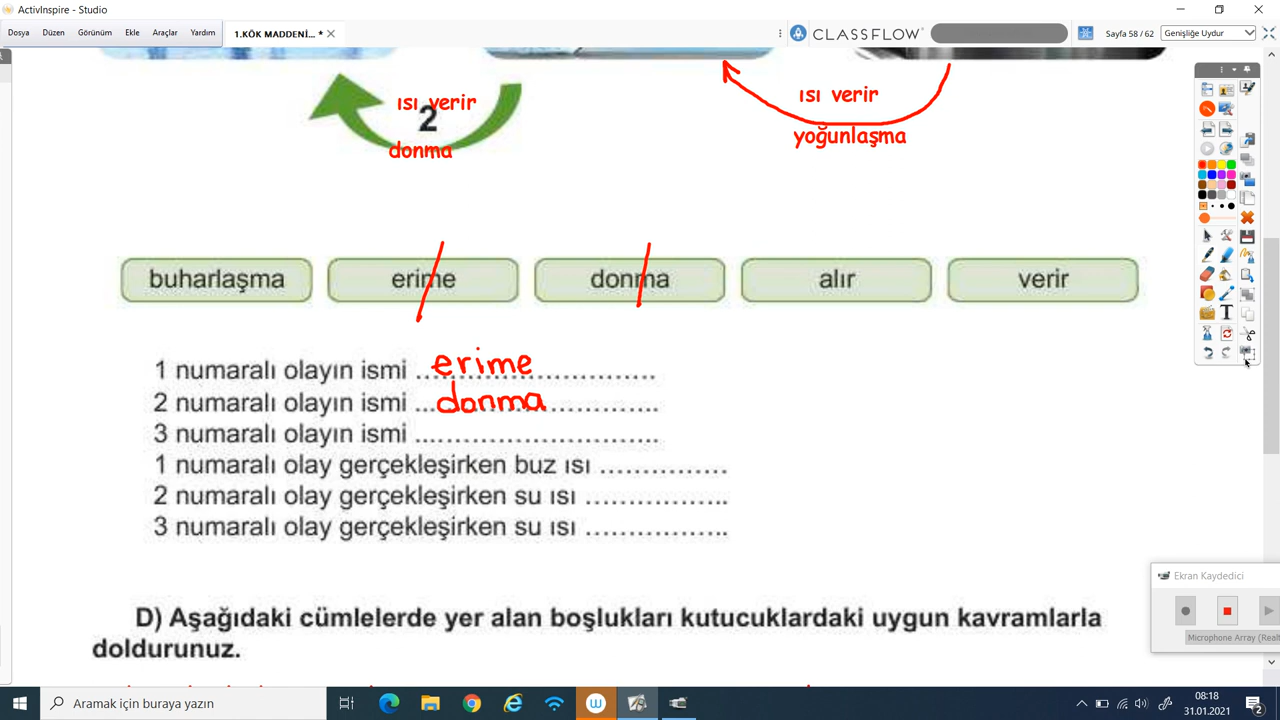 ActivInspire - Studio
Dosya Düzen Görünüm Ekle Araçlar Yardım 1.KÖK MADDENİ... * CLASSFLOW Sayfa 58 / 62 Genişliğe Uydur
ısı verir
2
donma
ısı verir
yoğunlaşma
buharlaşma erime donma alır verir
1 numaralı olayın ismi ...erime..........................
2 numaralı olayın ismi ...donma..........................
3 numaralı olayın ismi ................................
1 numaralı olay gerçekleşirken buz ısı ...............
2 numaralı olay gerçekleşirken su ısı .................
3 numaralı olay gerçekleşirken su ısı .................
D) Aşağıdaki cümlelerde yer alan boşlukları kutucuklardaki uygun kavramlarla
doldurunuz.
Ekran Kaydedici
Microphone Array (Realt
Aramak için buraya yazın
08:18
31.01.2021
2